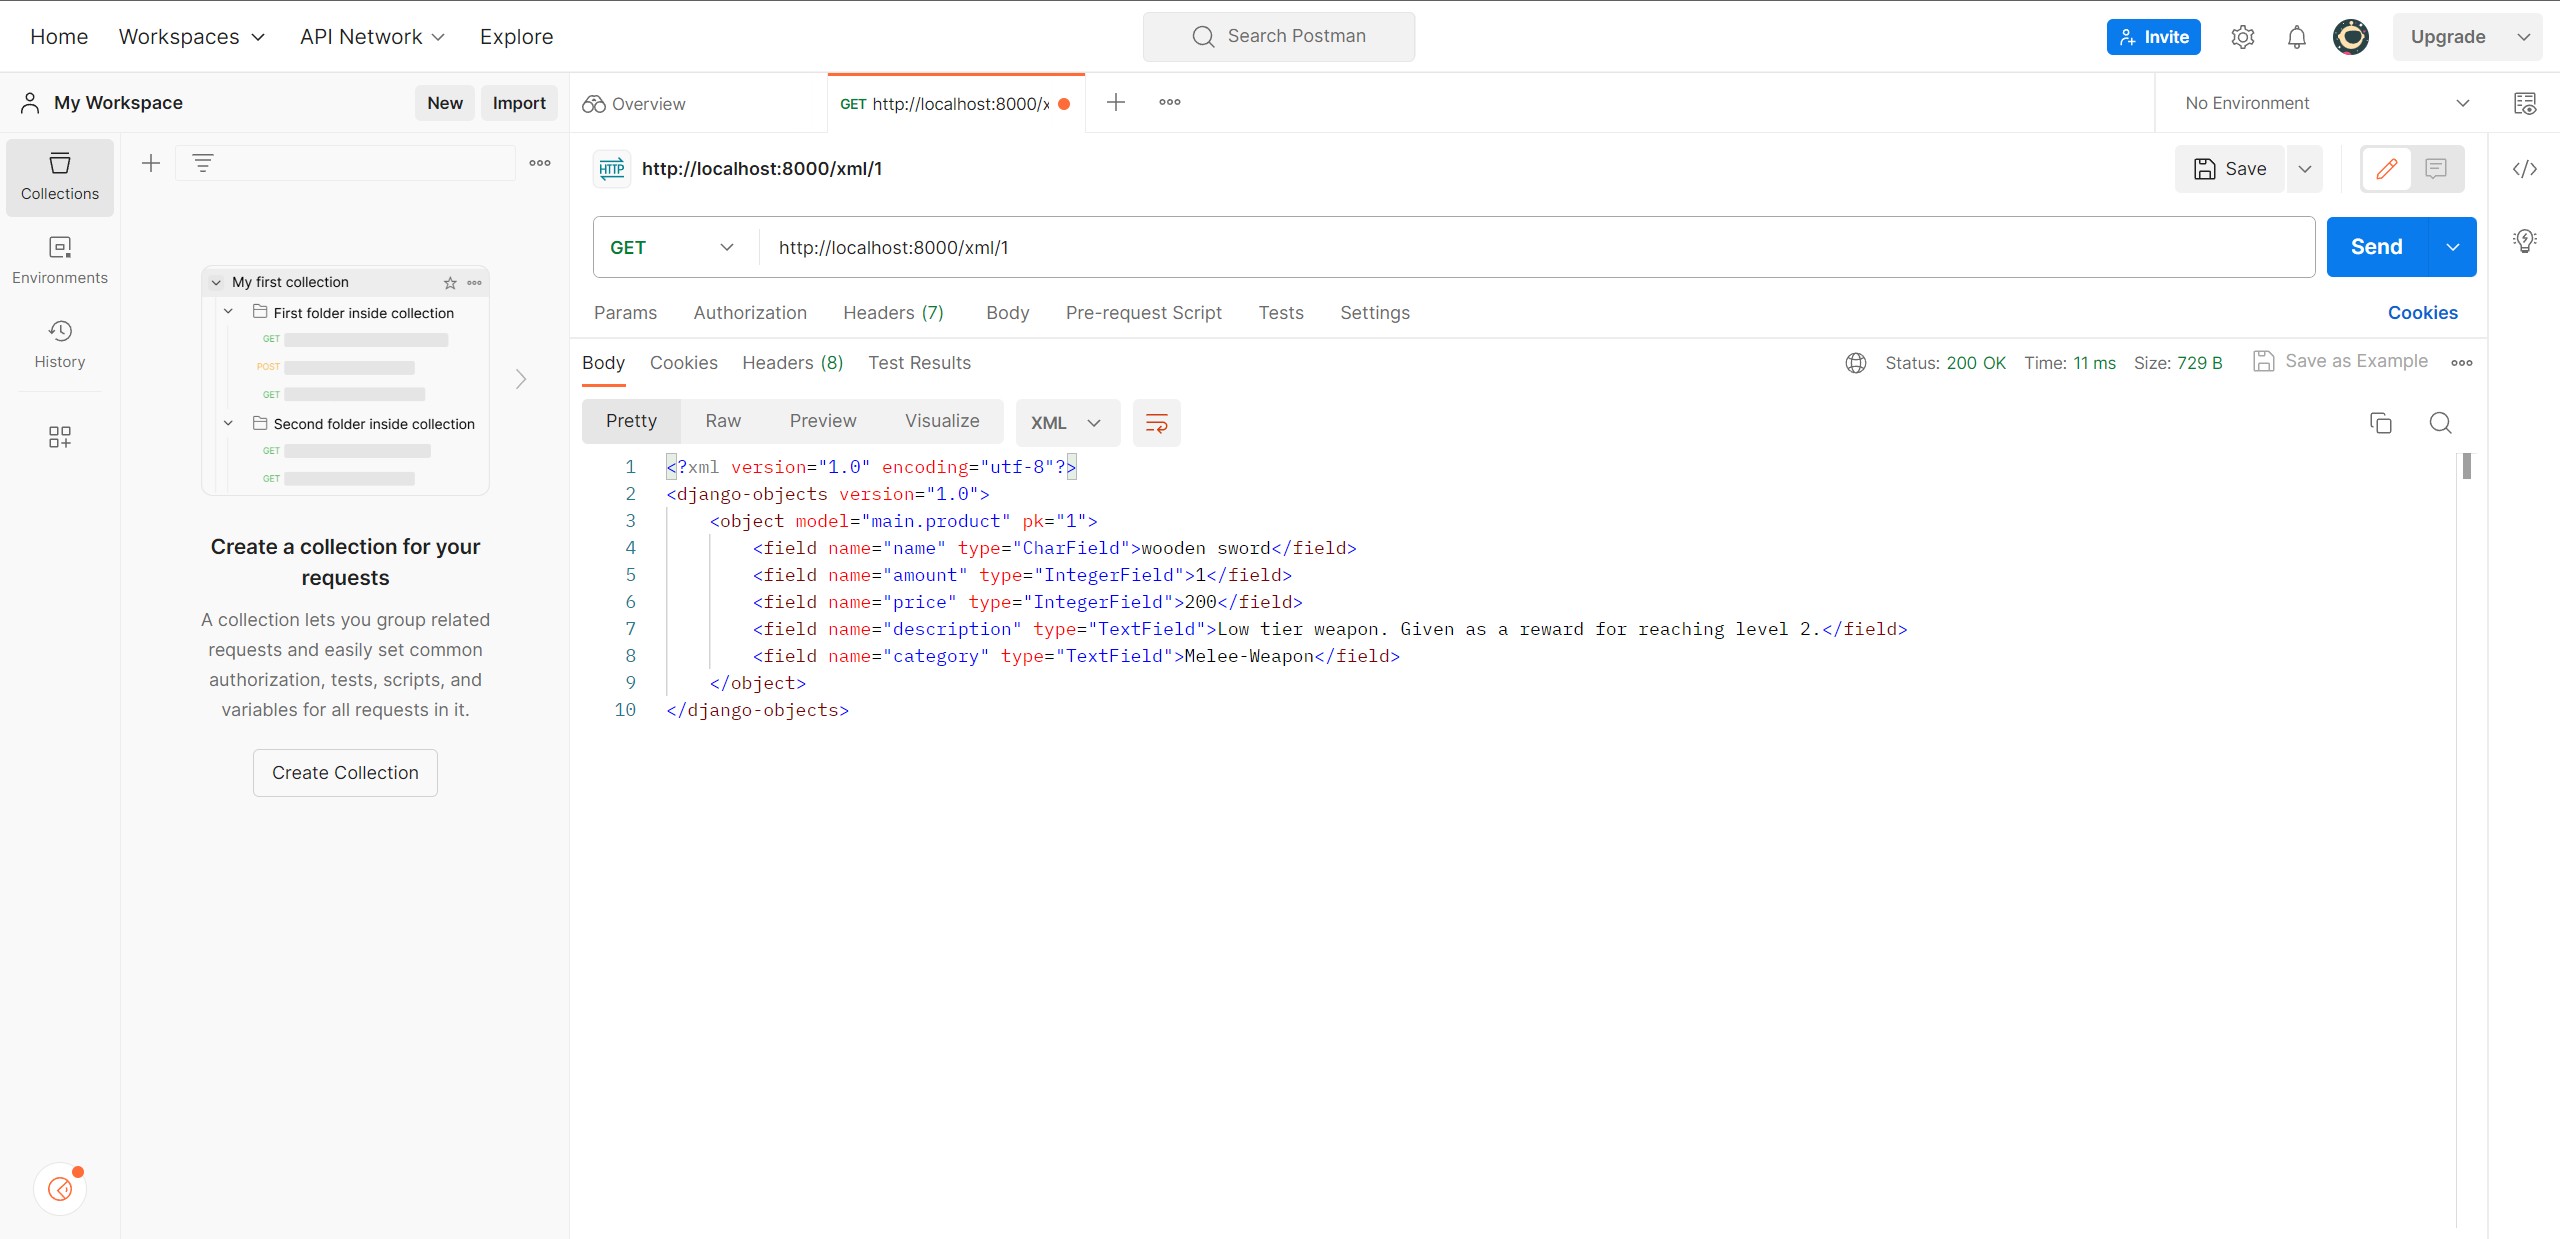 Home Workspaces API Network Explore Search Postman Invite Upgrade
My Workspace New Import Overview GET http://localhost:8000/x No Environment
Collections
Environments
History
My first collection
First folder inside collection
GET
POST
GET
Second folder inside collection
GET
GET
Create a collection for your
requests
A collection lets you group related
requests and easily set common
authorization, tests, scripts, and
variables for all requests in it.
Create Collection
HTTP http://localhost:8000/xml/1 Save
GET http://localhost:8000/xml/1 Send
Params Authorization Headers (7) Body Pre-request Script Tests Settings Cookies
Body Cookies Headers (8) Test Results Status: 200 OK Time: 11 ms Size: 729 B Save as Example
Pretty Raw Preview Visualize XML
1 <?xml version="1.0" encoding="utf-8"?>
2 <django-objects version="1.0">
3 <object model="main.product" pk="1">
4 <field name="name" type="CharField">wooden sword</field>
5 <field name="amount" type="IntegerField">1</field>
6 <field name="price" type="IntegerField">200</field>
7 <field name="description" type="TextField">Low tier weapon. Given as a reward for reaching level 2.</field>
8 <field name="category" type="TextField">Melee-Weapon</field>
9 </object>
10 </django-objects>